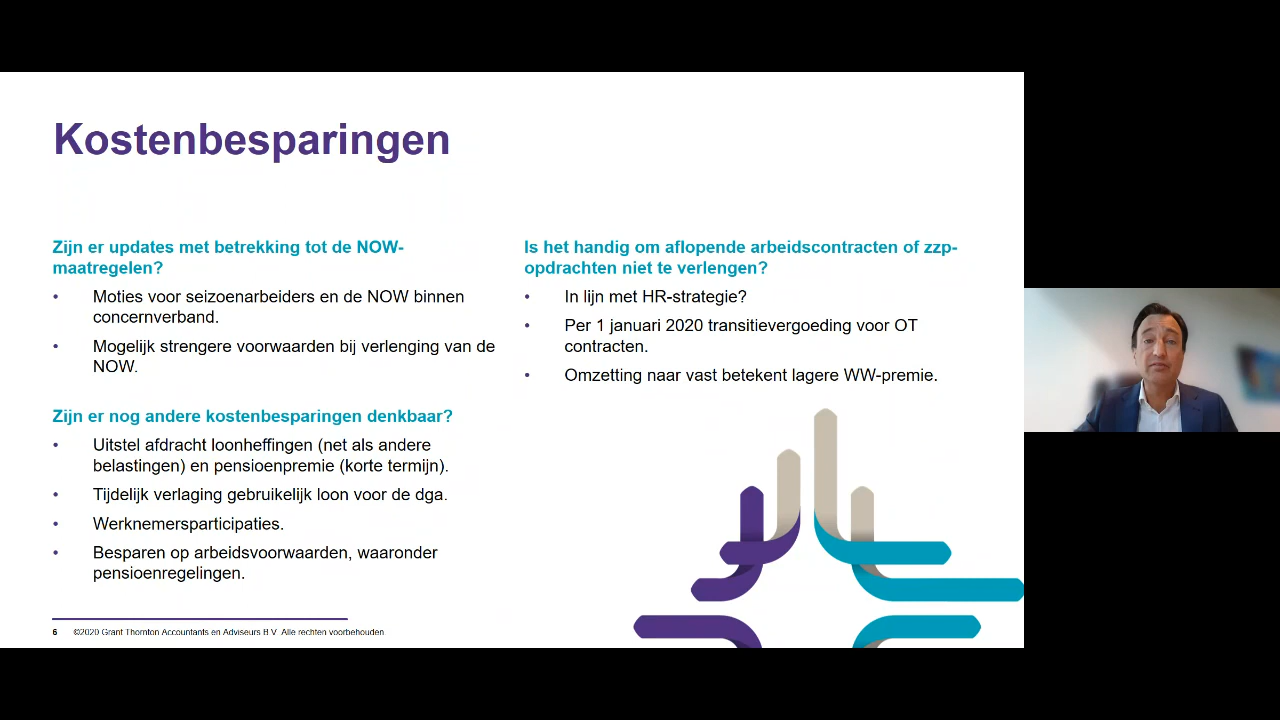 Kostenbesparingen
Zijn er updates met betrekking tot de NOW-
maatregelen?
• Moties voor seizoenarbeiders en de NOW binnen
concernverband.
• Mogelijk strengere voorwaarden bij verlenging van de
NOW.
Zijn er nog andere kostenbesparingen denkbaar?
• Uitstel afdracht loonheffingen (net als andere
belastingen) en pensioenpremie (korte termijn).
• Tijdelijk verlaging gebruikelijk loon voor de dga.
• Werknemersparticipaties.
• Besparen op arbeidsvoorwaarden, waaronder
pensioenregelingen.
Is het handig om aflopende arbeidscontracten of zzp-
opdrachten niet te verlengen?
• In lijn met HR-strategie?
• Per 1 januari 2020 transitievergoeding voor OT
contracten.
• Omzetting naar vast betekent lagere WW-premie.
6 ©2020 Grant Thornton Accountants en Adviseurs B.V. Alle rechten voorbehouden